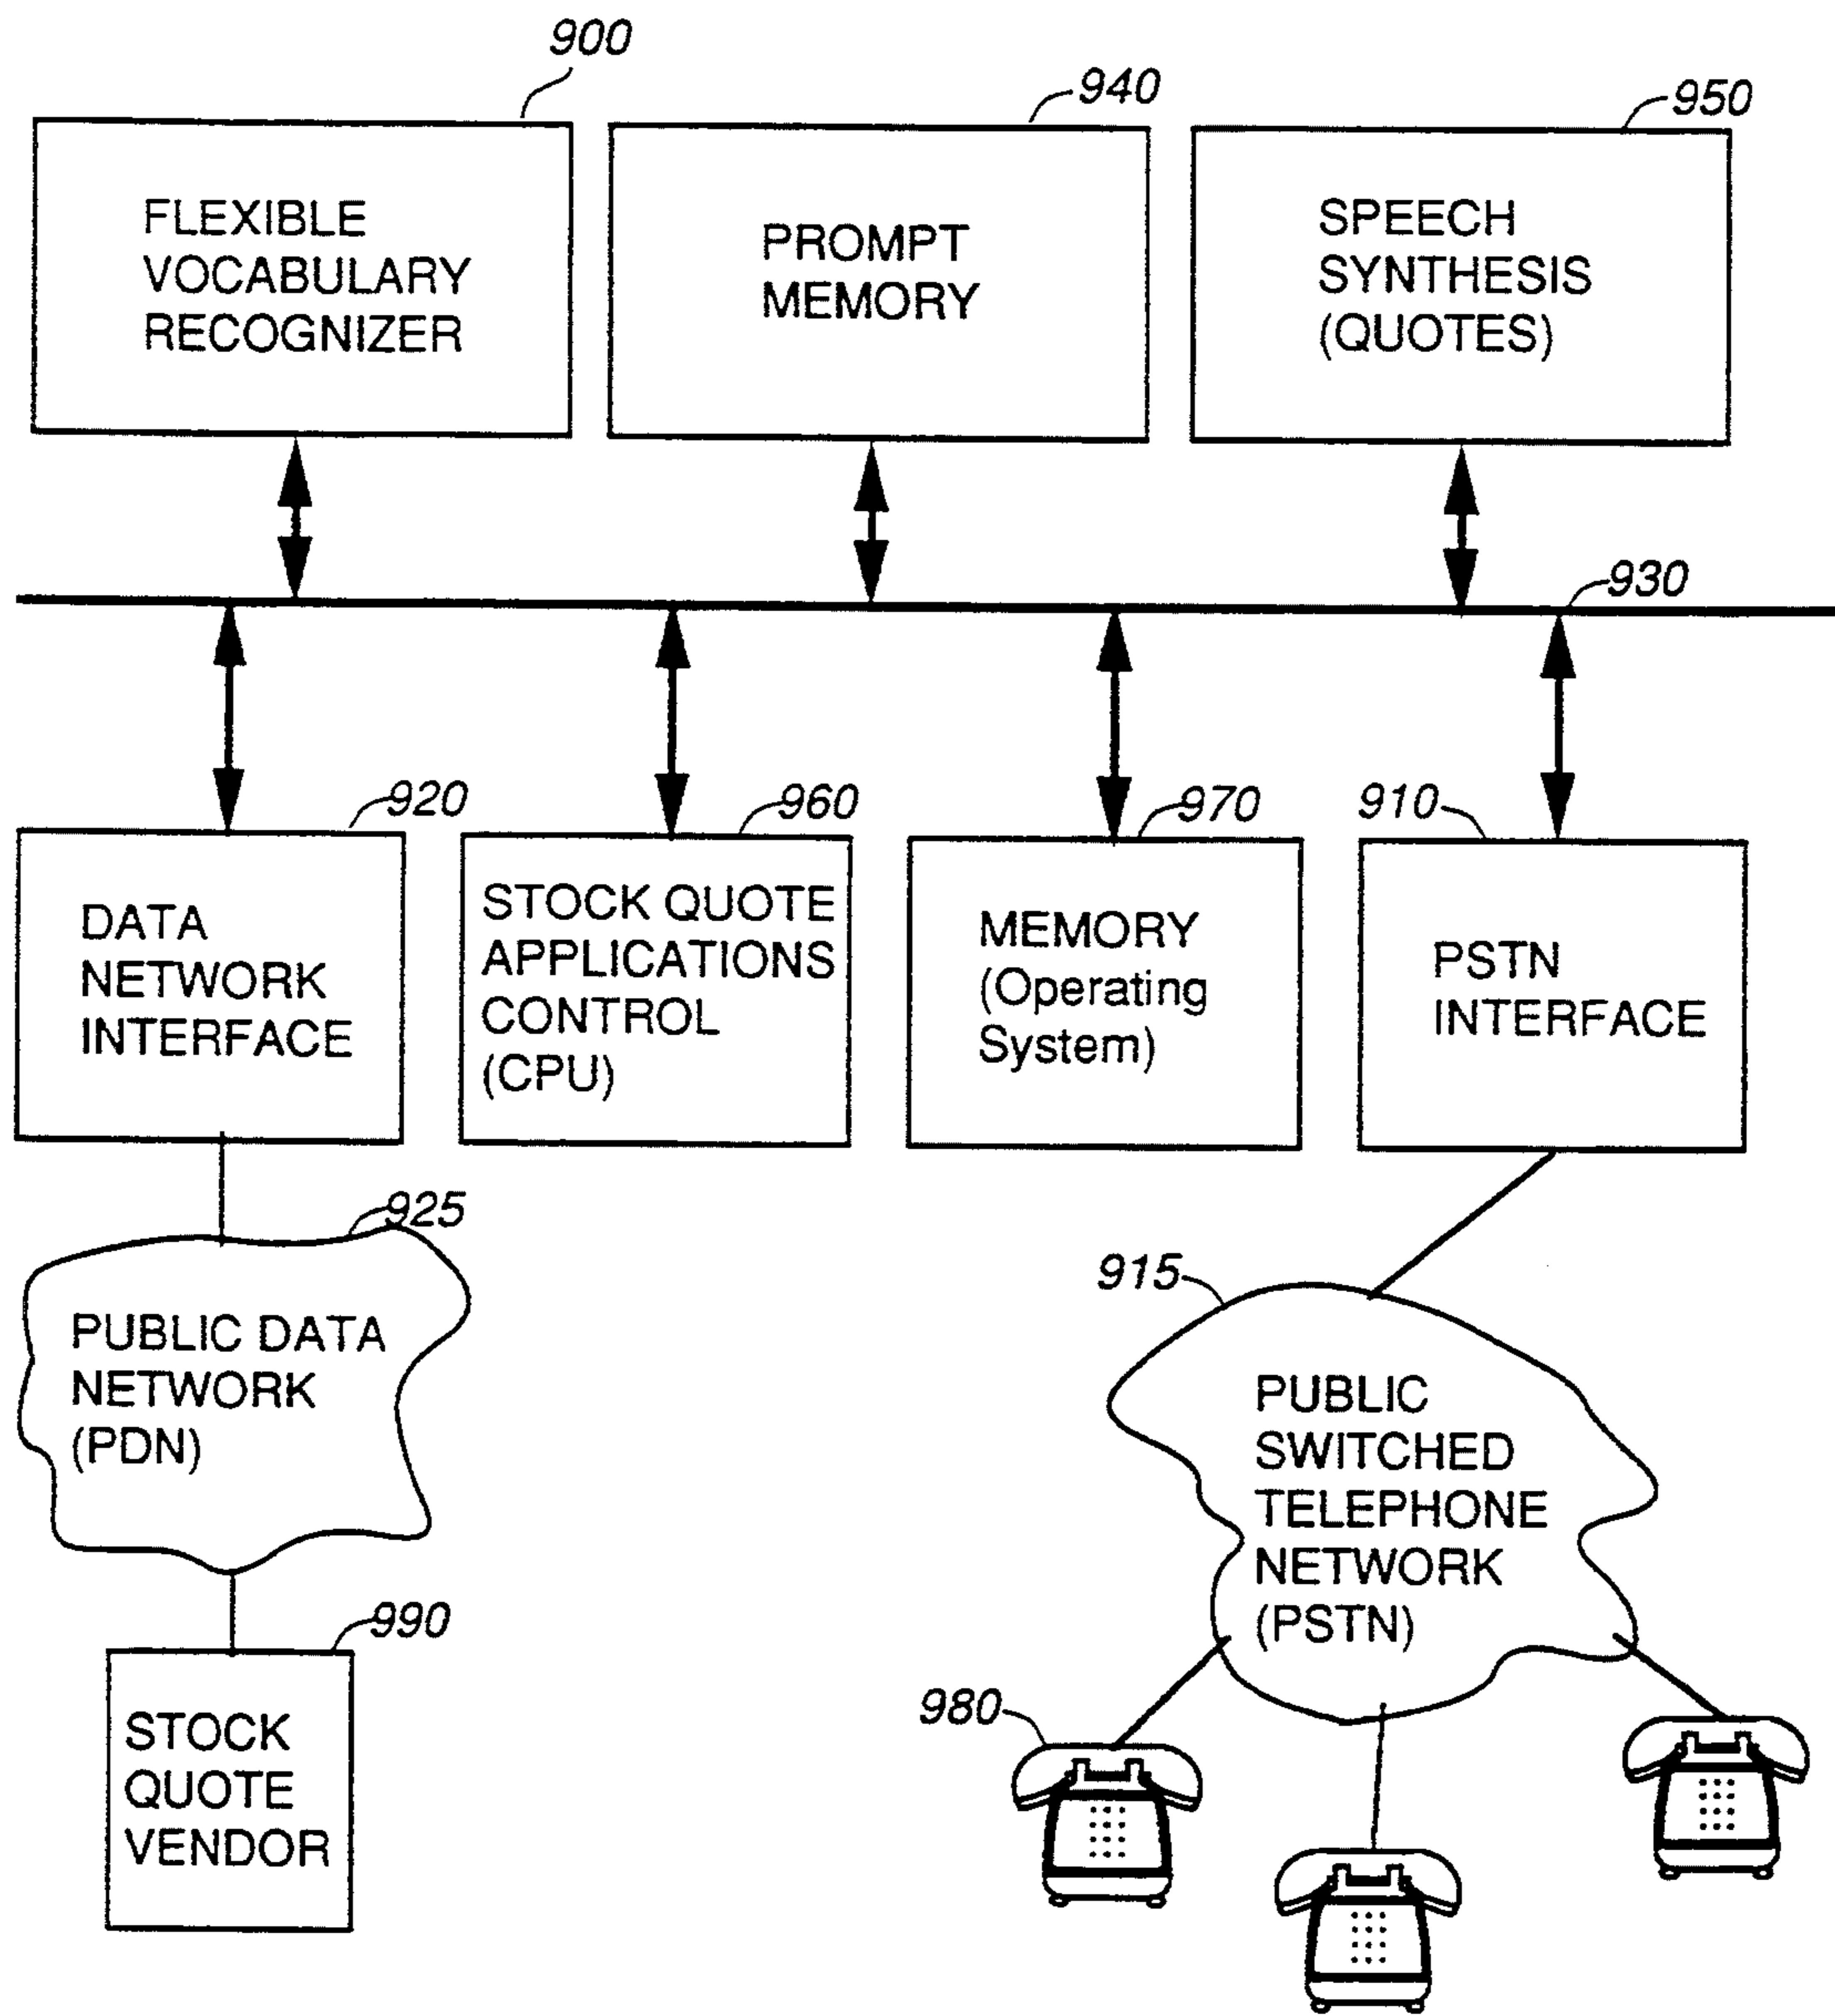 900
940
950
FLEXIBLE
VOCABULARY
RECOGNIZER
PROMPT
MEMORY
SPEECH
SYNTHESIS
(QUOTES)
930
920
960
970
910
DATA
NETWORK
INTERFACE
STOCK QUOTE
APPLICATIONS
CONTROL
(CPU)
MEMORY
(Operating
System)
PSTN
INTERFACE
925
PUBLIC DATA
NETWORK
(PDN)
915
PUBLIC
SWITCHED
TELEPHONE
NETWORK
(PSTN)
990
STOCK
QUOTE
VENDOR
980